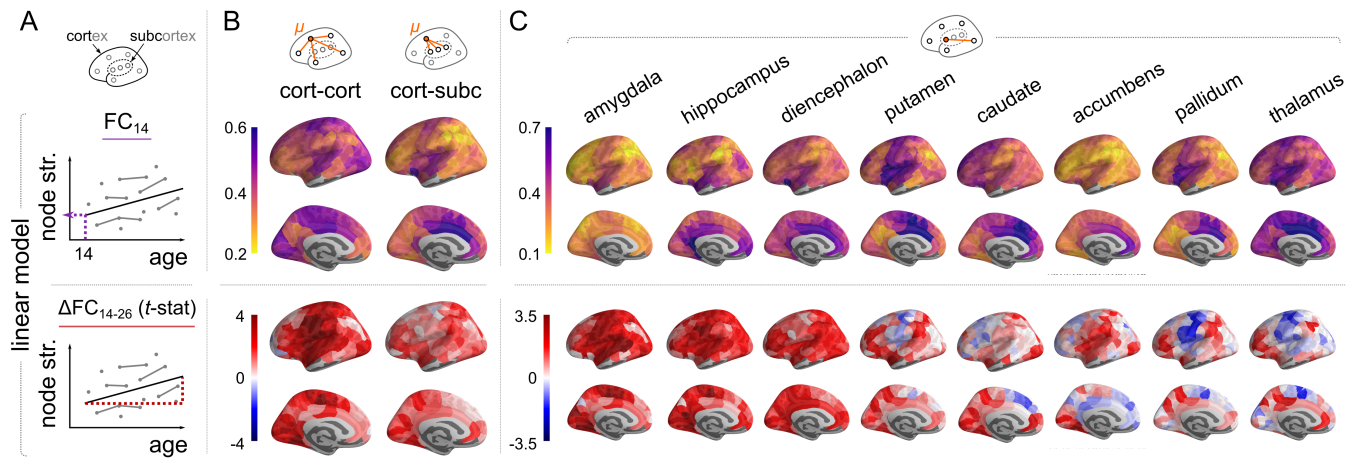 A
cortex
subcortex
linear model
FC14
node str.
14
age
ΔFC14-26 (t-stat)
node str.
age
B
μ
μ
cort-cort
cort-subc
0.6
0.4
0.2
4
0
-4
C
amygdala
hippocampus
diencephalon
putamen
caudate
accumbens
pallidum
thalamus
0.7
0.4
0.1
3.5
0
-3.5